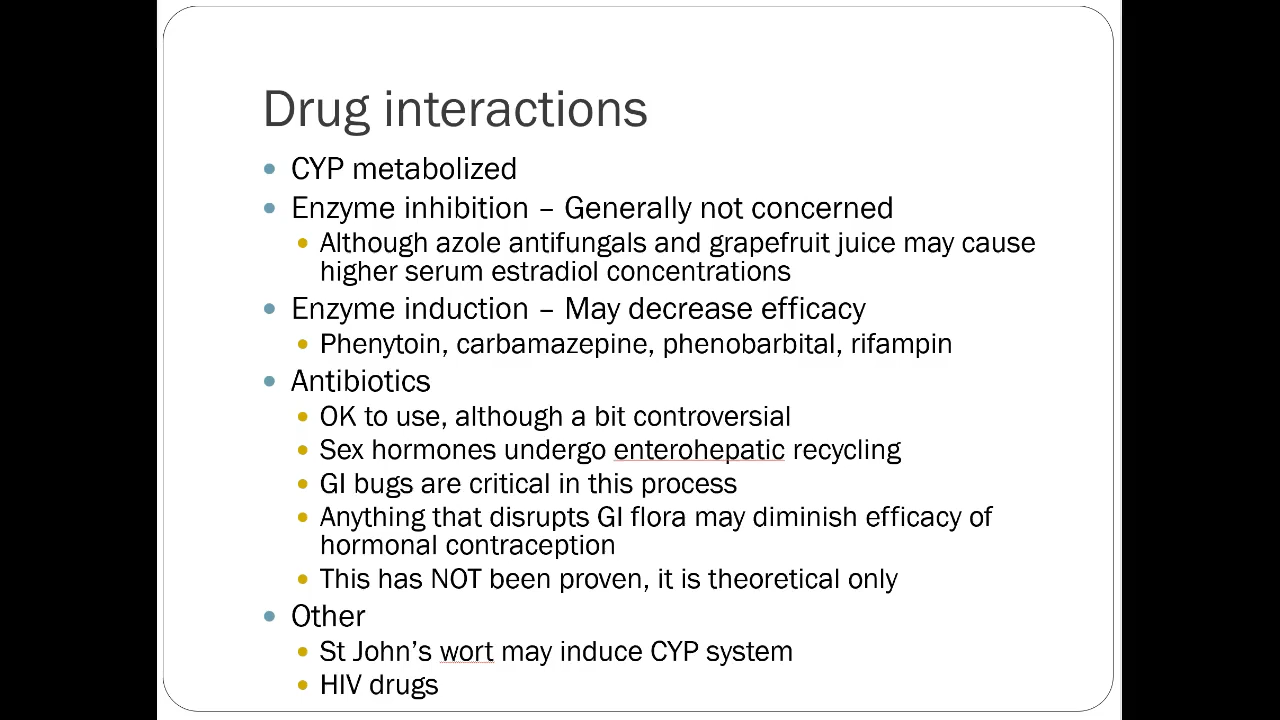 Drug interactions
• CYP metabolized
• Enzyme inhibition – Generally not concerned
• Although azole antifungals and grapefruit juice may cause
higher serum estradiol concentrations
• Enzyme induction – May decrease efficacy
• Phenytoin, carbamazepine, phenobarbital, rifampin
• Antibiotics
• OK to use, although a bit controversial
• Sex hormones undergo enterohepatic recycling
• GI bugs are critical in this process
• Anything that disrupts GI flora may diminish efficacy of
hormonal contraception
• This has NOT been proven, it is theoretical only
• Other
• St John’s wort may induce CYP system
• HIV drugs